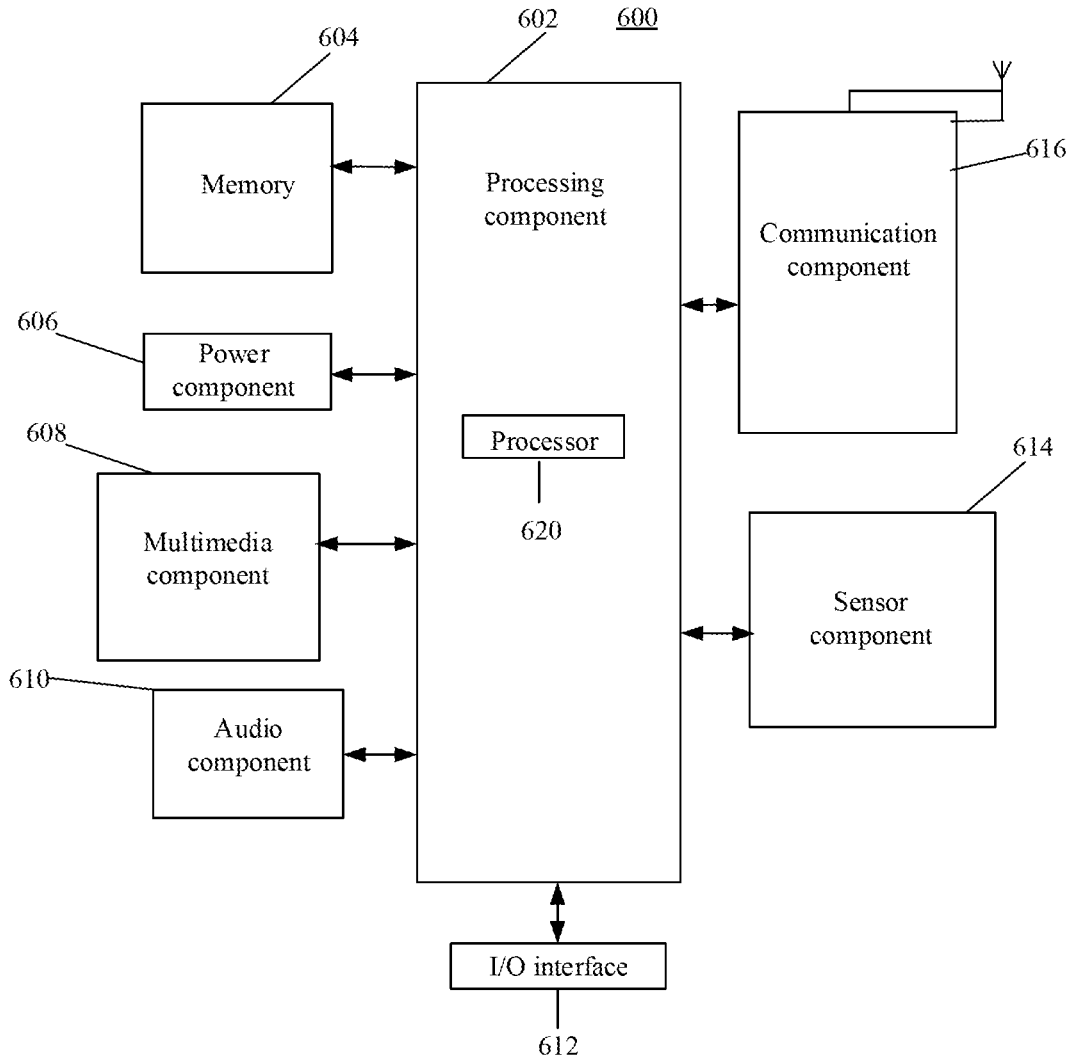 602
600
604
Memory
Processing
component
616
Communication
component
606
Power
component
608
Processor
620
614
Multimedia
component
Sensor
component
610
Audio
component
I/O interface
612